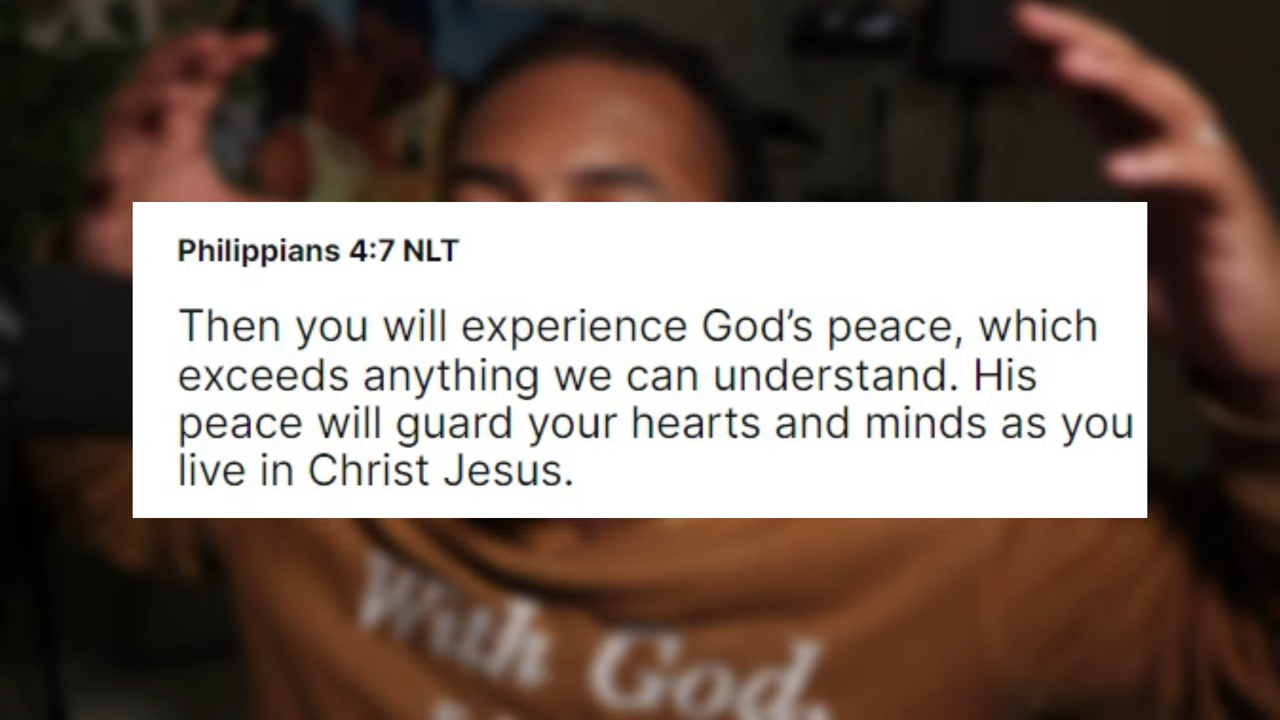 Philippians 4:7 NLT
Then you will experience God’s peace, which
exceeds anything we can understand. His
peace will guard your hearts and minds as you
live in Christ Jesus.
With God,